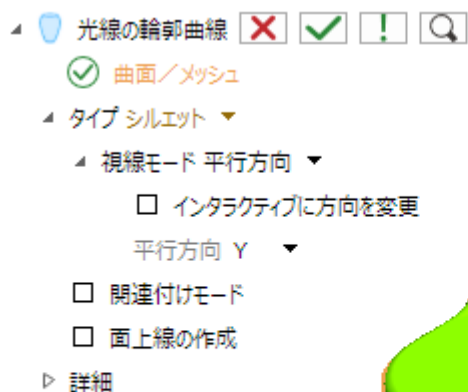 光線の輪郭曲線
曲面／メッシュ
タイプ シルエット
視線モード 平行方向
インタラクティブに方向を変更
平行方向 Y
関連付けモード
面上線の作成
詳細